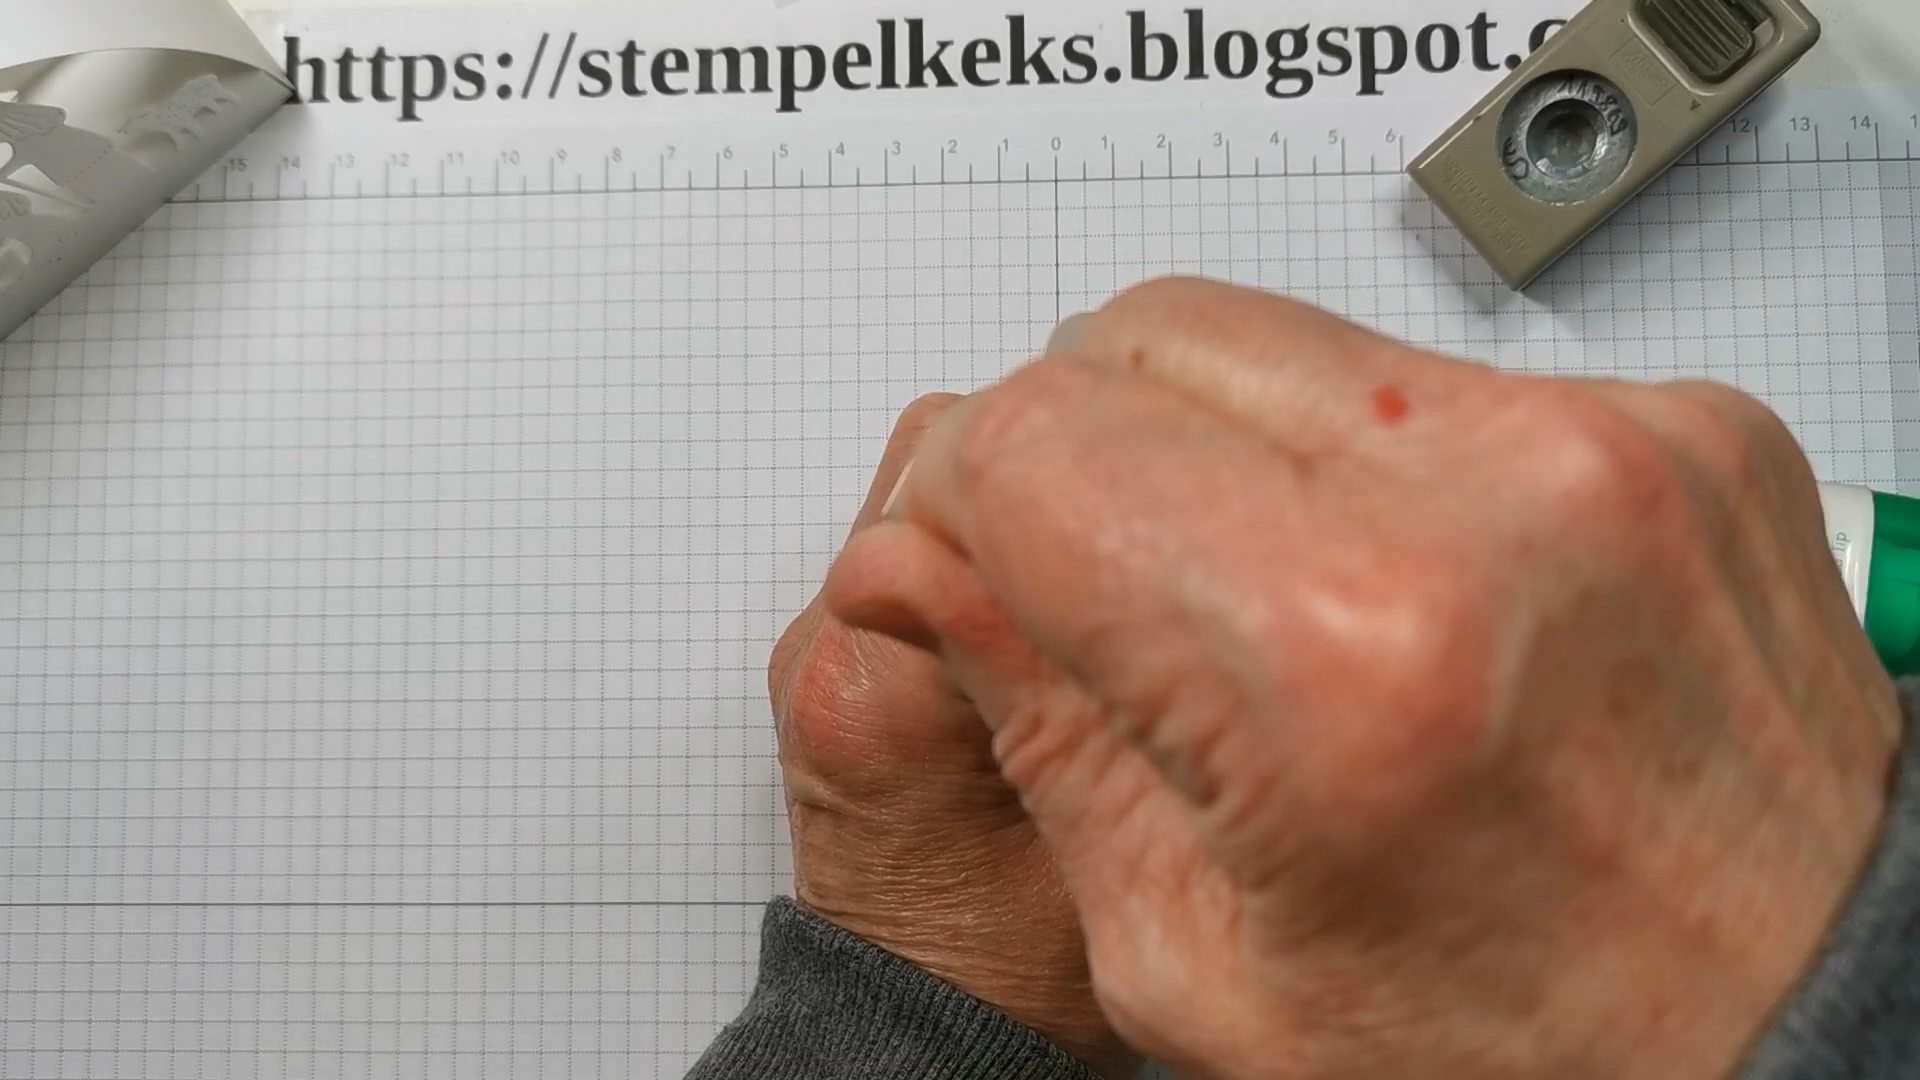 https://stempelkeks.blogspot.
15 14 13 12 11 10 9 8 7 6 5 4 3 2 1 0 1 2 3 4 5 6 12 13 14